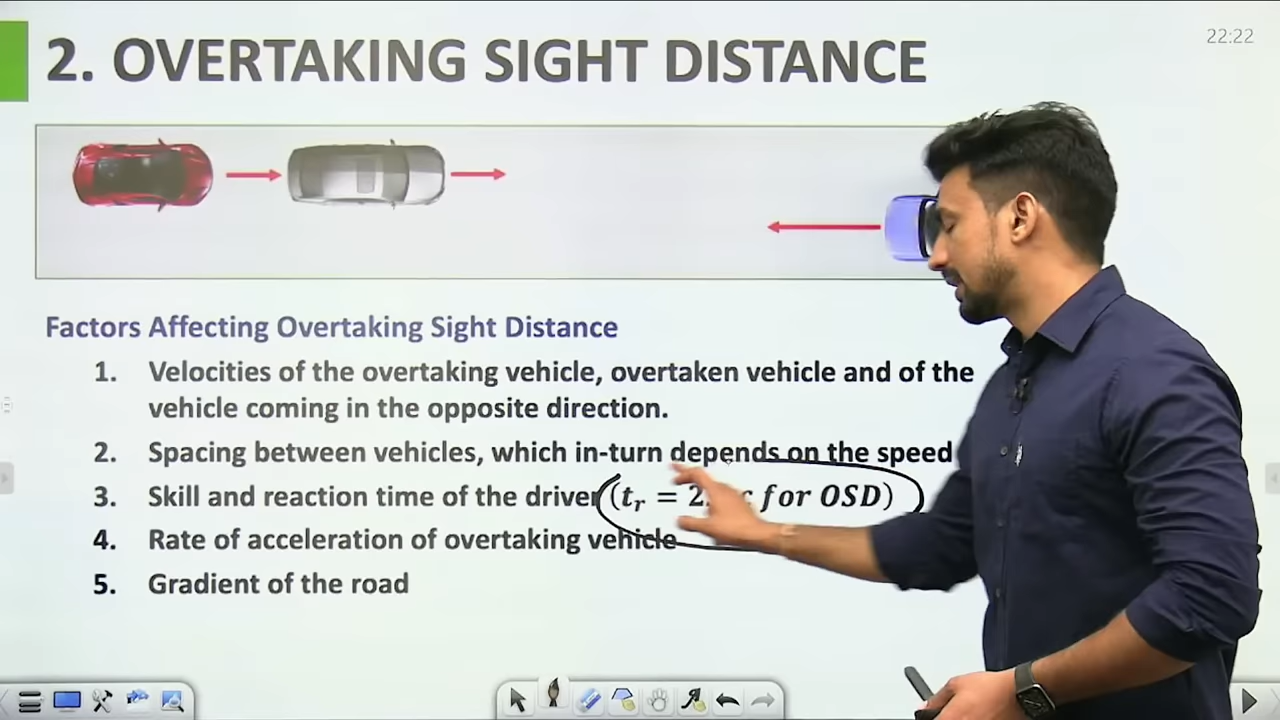 2. OVERTAKING SIGHT DISTANCE
22:22
Factors Affecting Overtaking Sight Distance
1. Velocities of the overtaking vehicle, overtaken vehicle and of the
vehicle coming in the opposite direction.
2. Spacing between vehicles, which in-turn depends on the speed
3. Skill and reaction time of the driver (tᵣ = 2 for OSD)
4. Rate of acceleration of overtaking vehicle
5. Gradient of the road